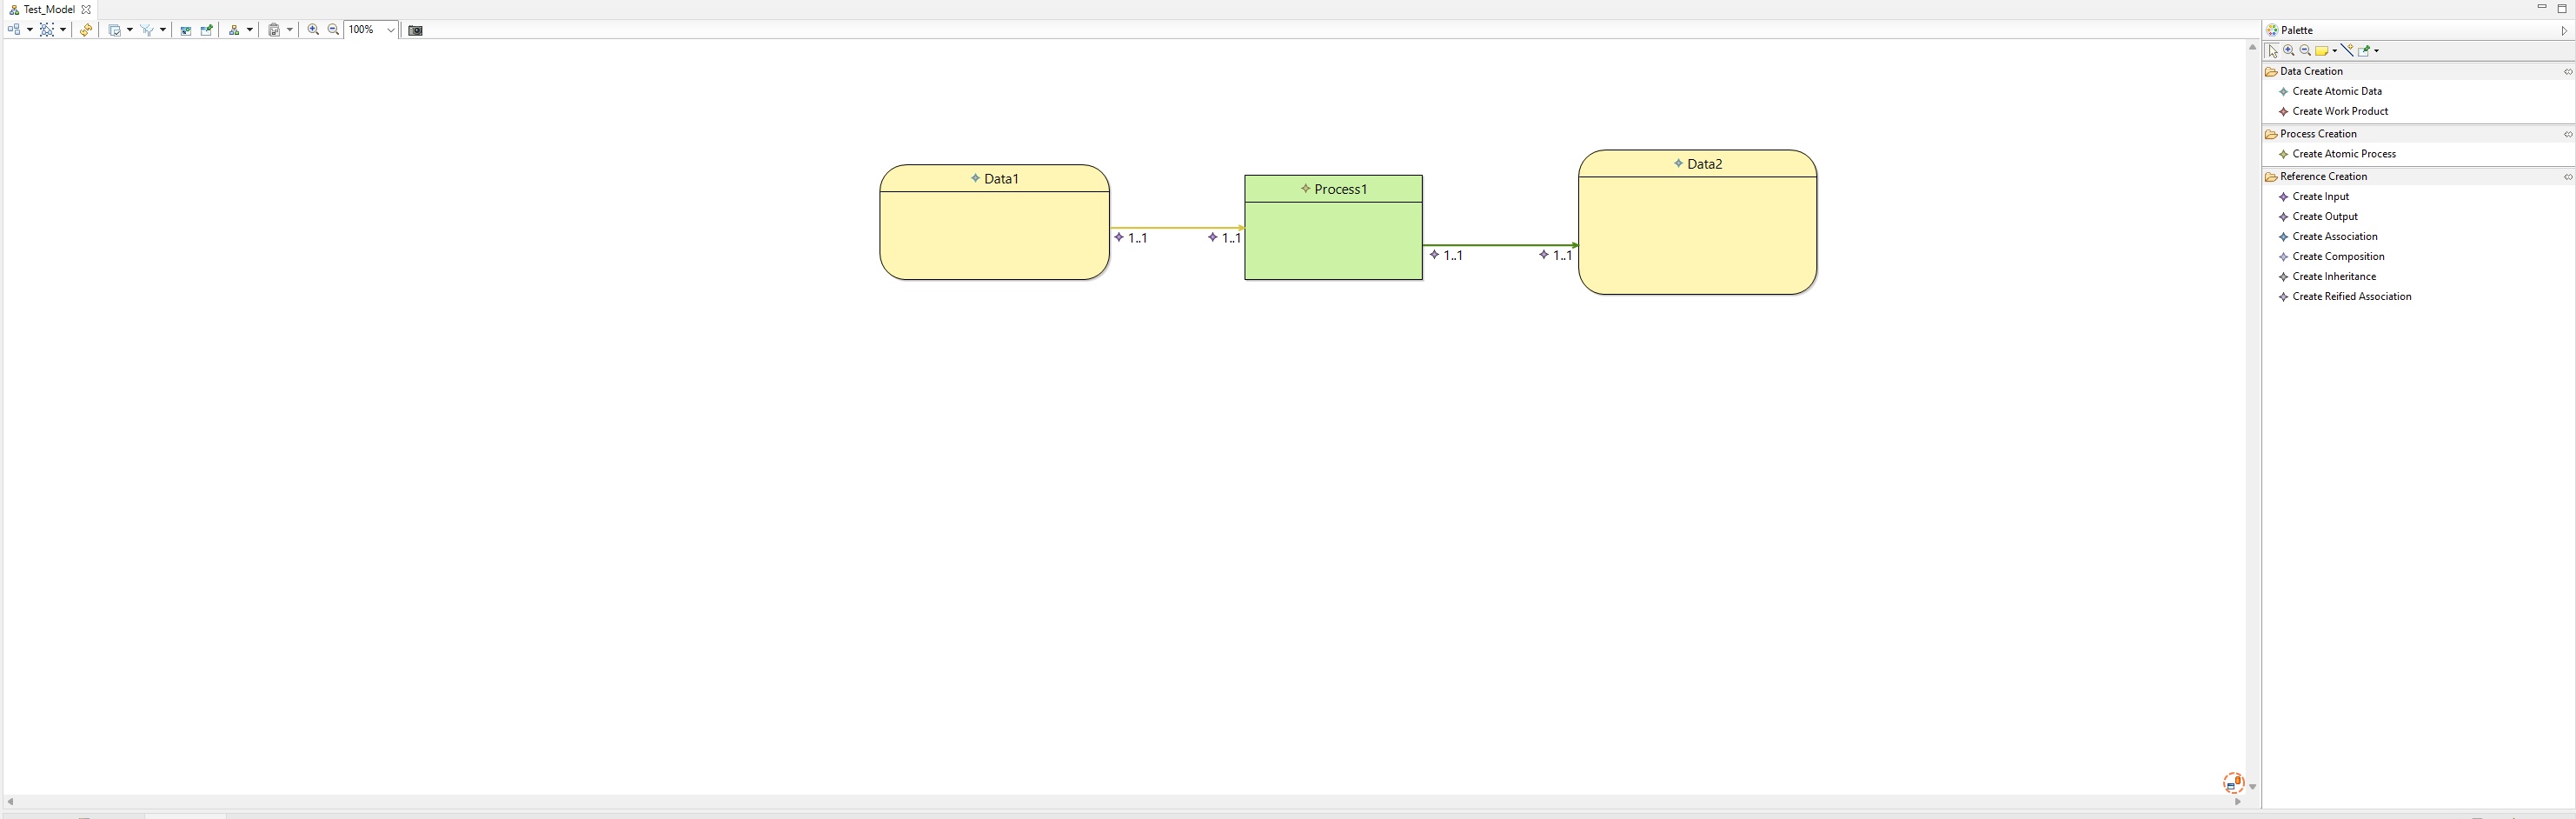 Test_Model
100%
Data1
1..1
1..1
Process1
1..1
1..1
Data2
Palette
Data Creation
Create Atomic Data
Create Work Product
Process Creation
Create Atomic Process
Reference Creation
Create Input
Create Output
Create Association
Create Composition
Create Inheritance
Create Reified Association